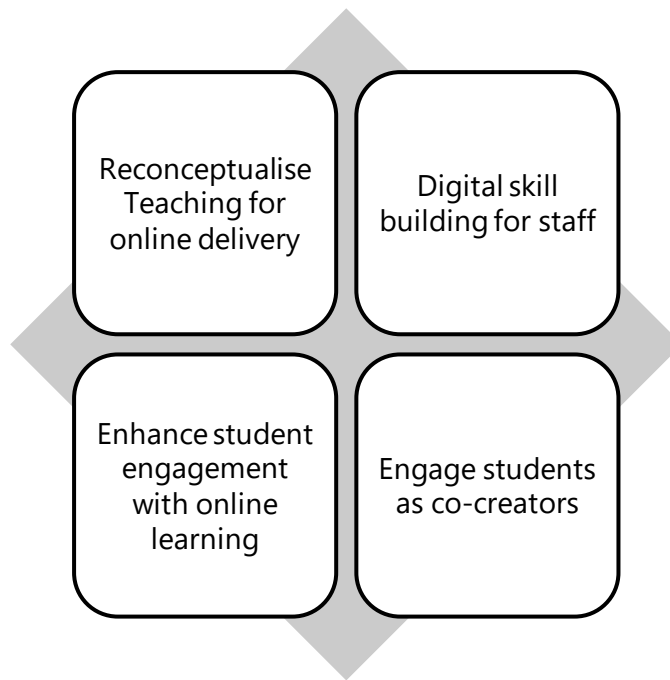 Reconceptualise
Teaching for
online delivery
Digital skill
building for staff
Enhance student
engagement
with online
learning
Engage students
as co-creators